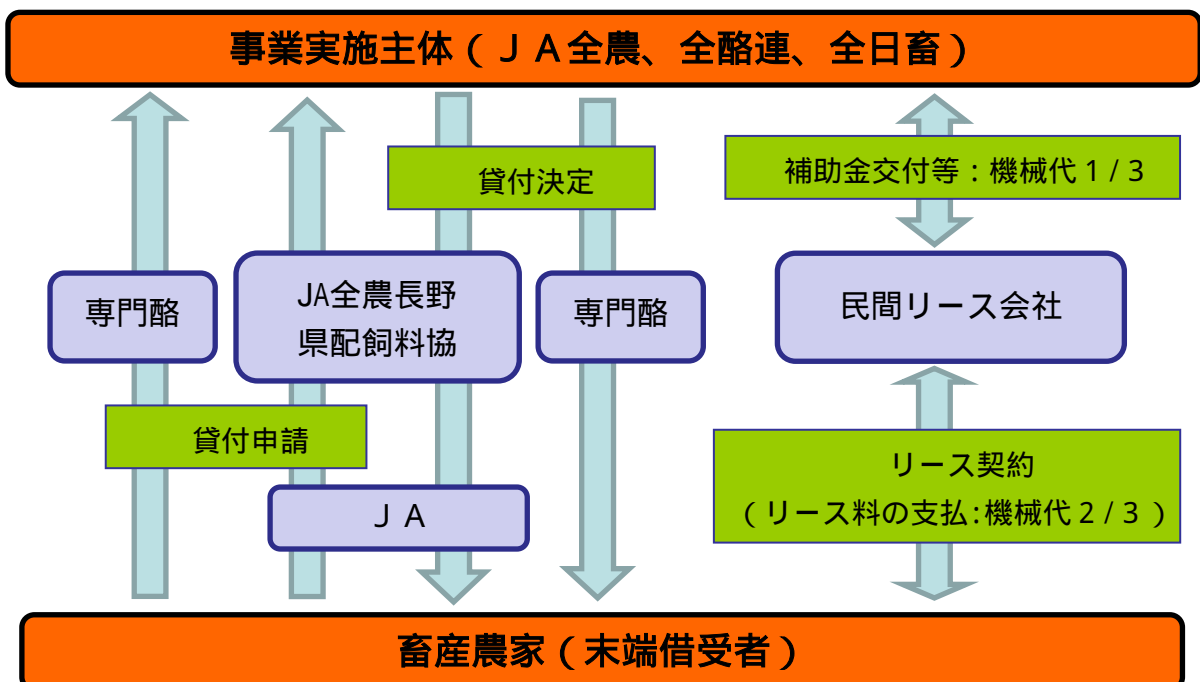 事業実施主体（ＪＡ全農、全酪連、全日畜）
貸付決定
補助金交付等：機械代１/３
専門酪
JA全農長野
県配飼料協
専門酪
民間リース会社
貸付申請
リース契約
（リース料の支払:機械代２/３）
ＪＡ
畜産農家（末端借受者）